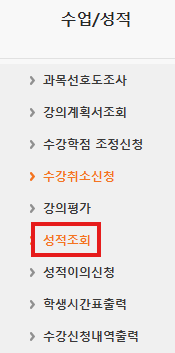 수업/성적
과목선호도조사
강의계획서조회
수강학점 조정신청
수강취소신청
강의평가
성적조회
성적이의신청
학생시간표출력
수강신청내역출력